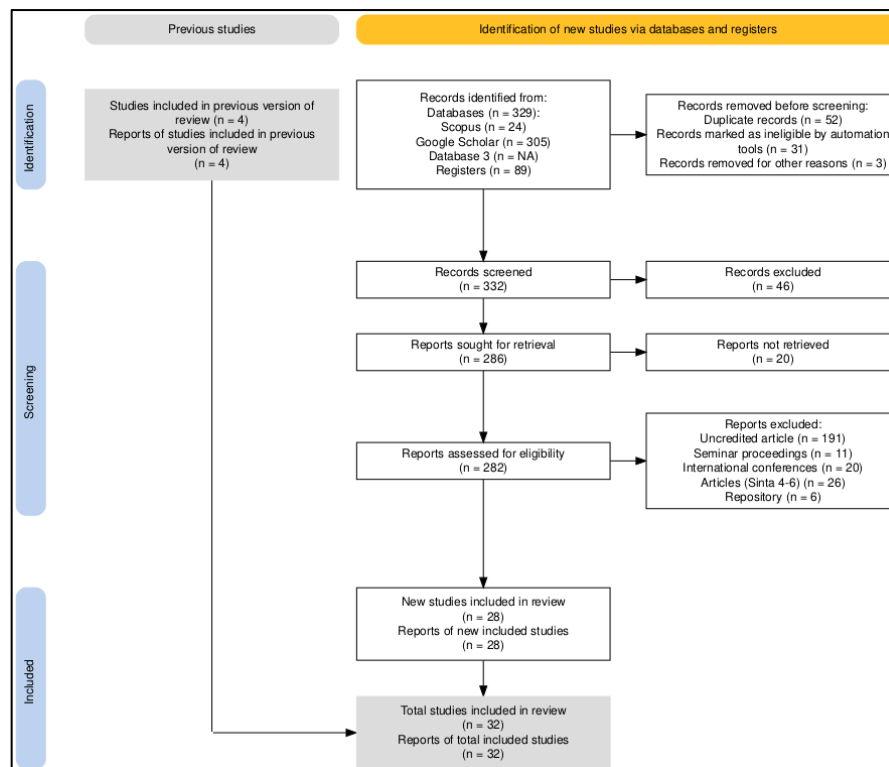 Previous studies
Identification of new studies via databases and registers
Identification
Studies included in previous version of
review (n = 4)
Reports of studies included in previous
version of review
(n = 4)
Records identified from:
Databases (n = 329):
Scopus (n = 24)
Google Scholar (n = 305)
Database 3 (n = NA)
Registers (n = 89)
Records removed before screening:
Duplicate records (n = 52)
Records marked as ineligible by automation
tools (n = 31)
Records removed for other reasons (n = 3)
Screening
Records screened
(n = 332)
Records excluded
(n = 46)
Reports sought for retrieval
(n = 286)
Reports not retrieved
(n = 20)
Reports assessed for eligibility
(n = 282)
Reports excluded:
Uncredited article (n = 191)
Seminar proceedings (n = 11)
International conferences (n = 20)
Articles (Sinta 4-6) (n = 26)
Repository (n = 6)
Included
New studies included in review
(n = 28)
Reports of new included studies
(n = 28)
Total studies included in review
(n = 32)
Reports of total included studies
(n = 32)